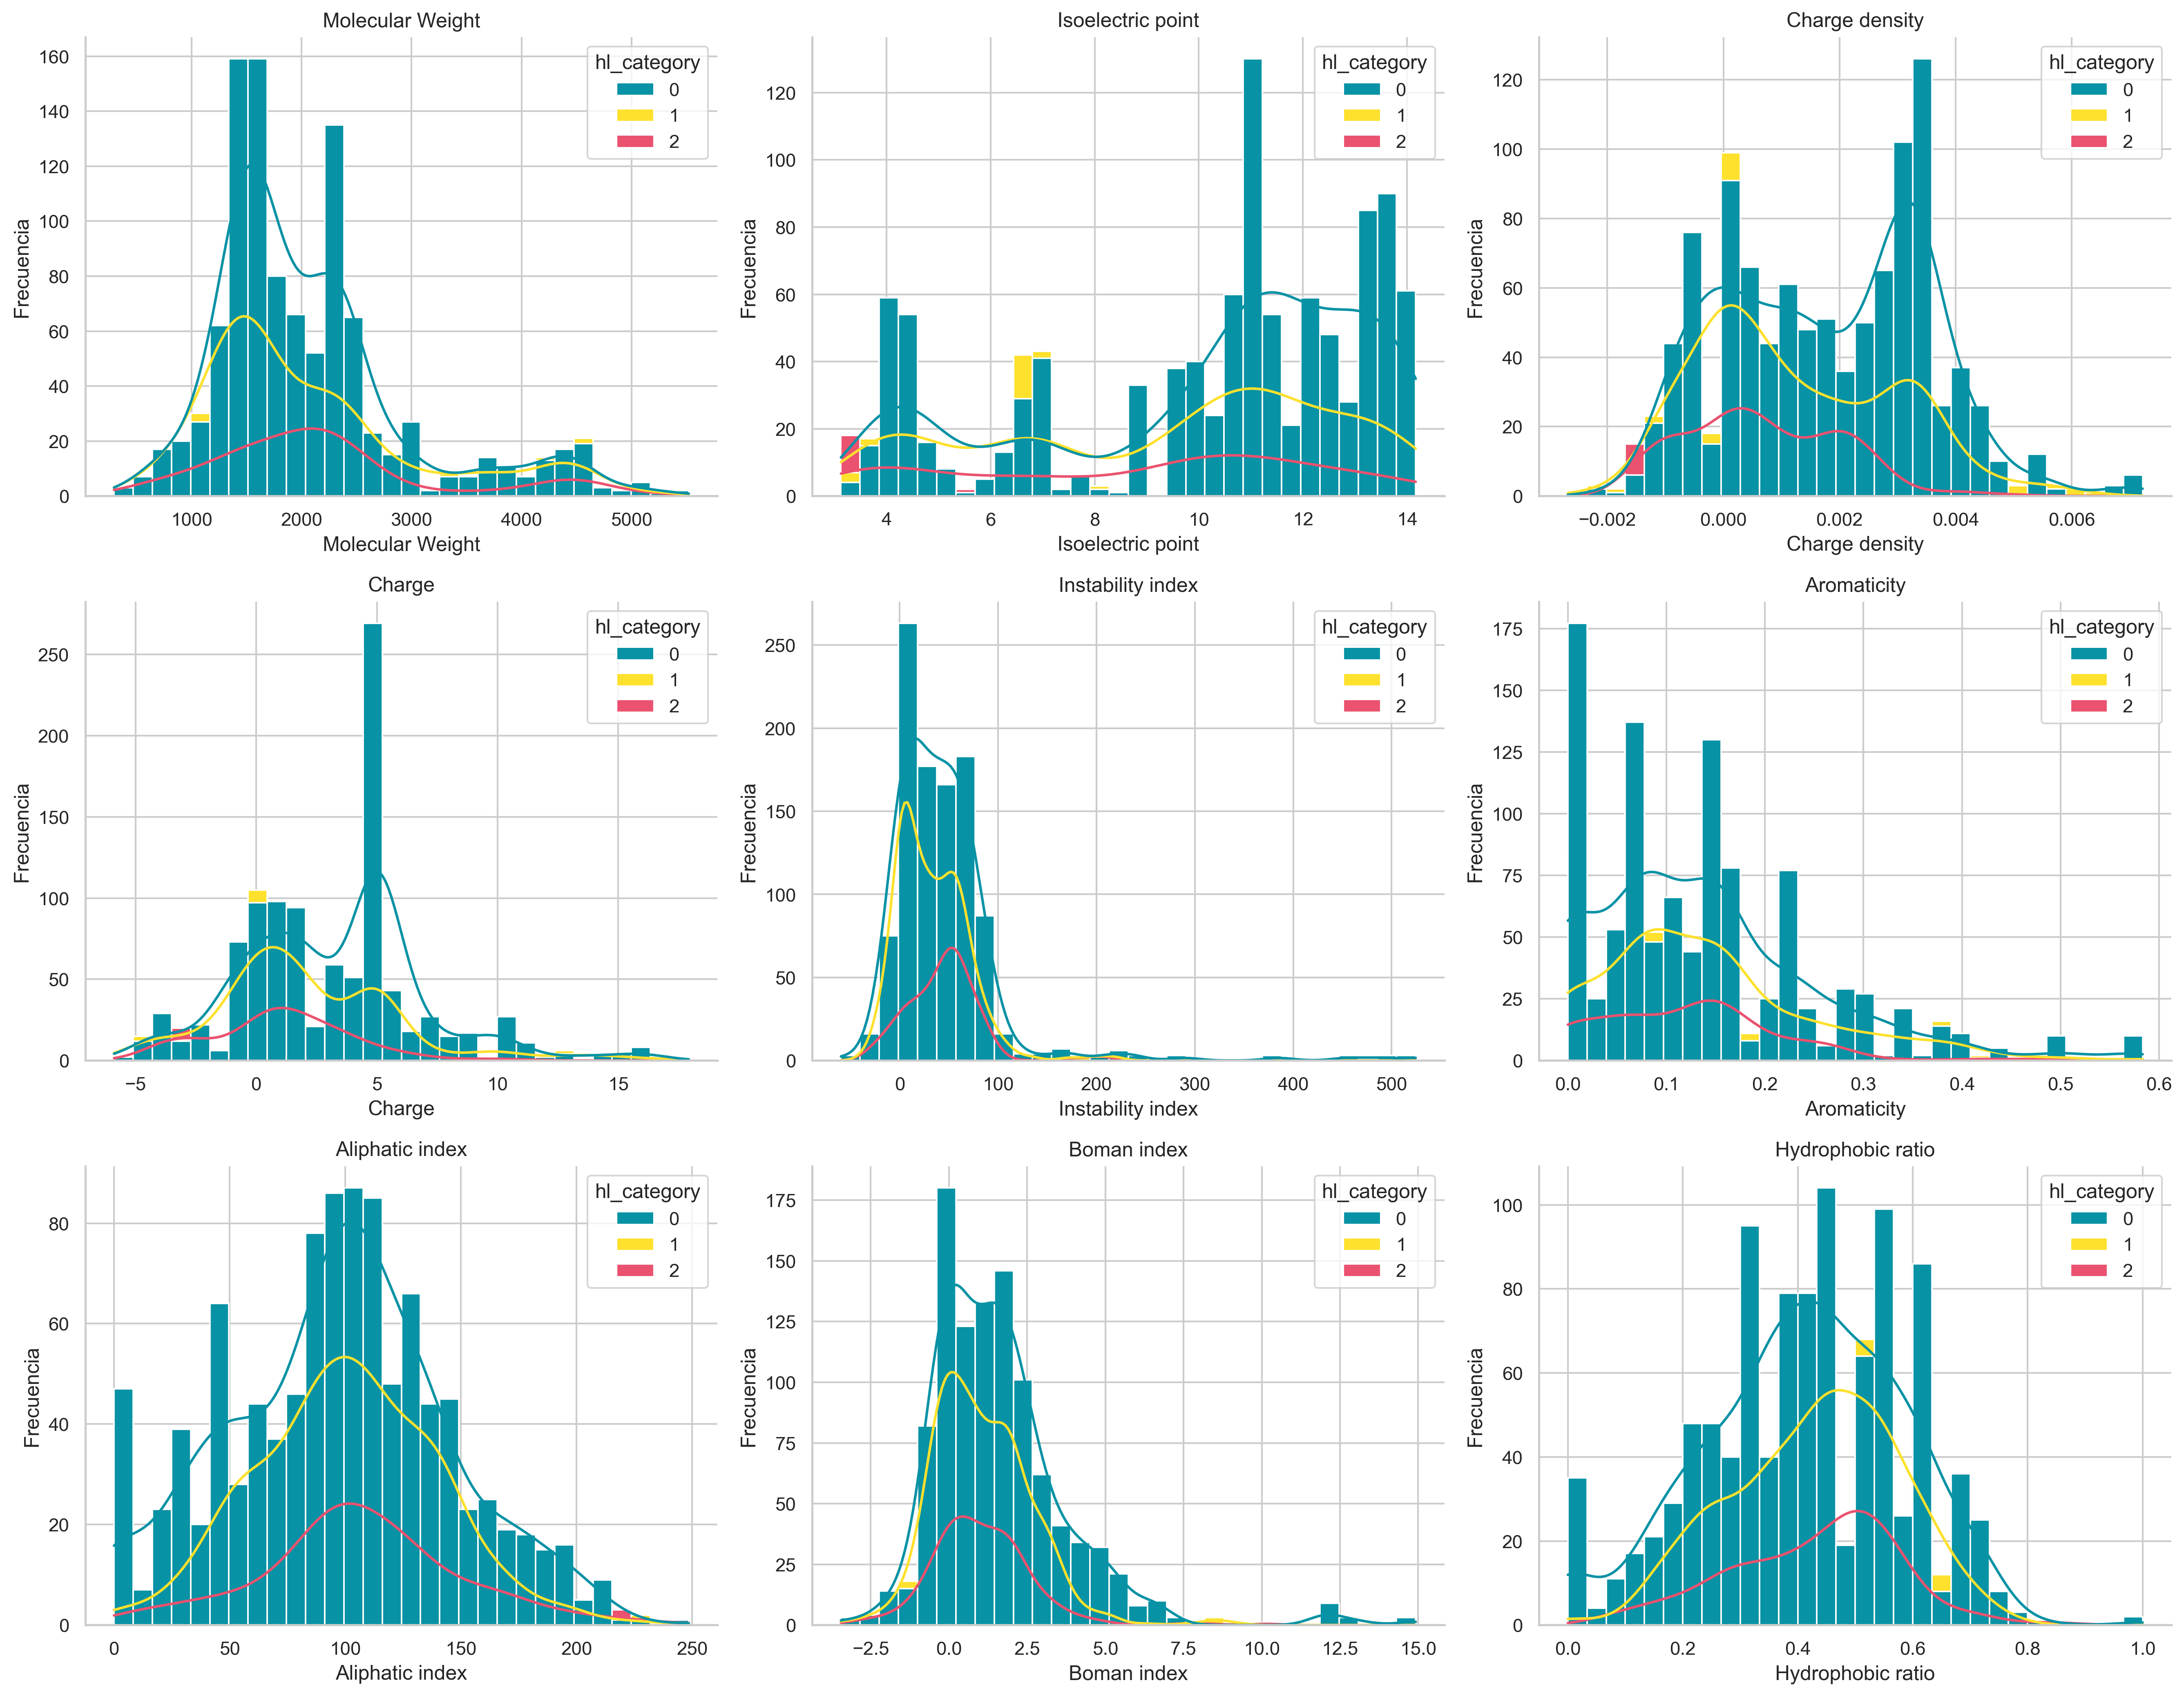 Molecular Weight
hl_category
0
1
2
160
140
120
100
80
60
40
20
0
Frecuencia
1000 2000 3000 4000 5000
Molecular Weight
Isoelectric point
hl_category
0
1
2
120
100
80
60
40
20
0
Frecuencia
4 6 8 10 12 14
Isoelectric point
Charge density
hl_category
0
1
2
120
100
80
60
40
20
0
Frecuencia
−0.002 0.000 0.002 0.004 0.006
Charge density
Charge
hl_category
0
1
2
250
200
150
100
50
0
Frecuencia
−5 0 5 10 15
Charge
Instability index
hl_category
0
1
2
250
200
150
100
50
0
Frecuencia
0 100 200 300 400 500
Instability index
Aromaticity
hl_category
0
1
2
175
150
125
100
75
50
25
0
Frecuencia
0.0 0.1 0.2 0.3 0.4 0.5 0.6
Aromaticity
Aliphatic index
hl_category
0
1
2
80
60
40
20
0
Frecuencia
0 50 100 150 200 250
Aliphatic index
Boman index
hl_category
0
1
2
175
150
125
100
75
50
25
0
Frecuencia
−2.5 0.0 2.5 5.0 7.5 10.0 12.5 15.0
Boman index
Hydrophobic ratio
hl_category
0
1
2
100
80
60
40
20
0
Frecuencia
0.0 0.2 0.4 0.6 0.8 1.0
Hydrophobic ratio